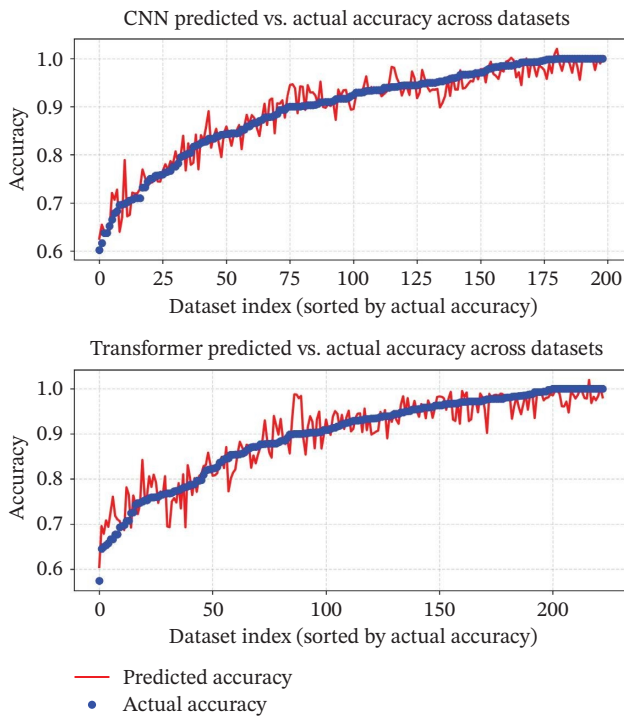 CNN predicted vs. actual accuracy across datasets
1.0
0.9
0.8
0.7
0.6
Accuracy
0 25 50 75 100 125 150 175 200
Dataset index (sorted by actual accuracy)
Transformer predicted vs. actual accuracy across datasets
1.0
0.9
0.8
0.7
0.6
Accuracy
0 50 100 150 200
Dataset index (sorted by actual accuracy)
Predicted accuracy
Actual accuracy